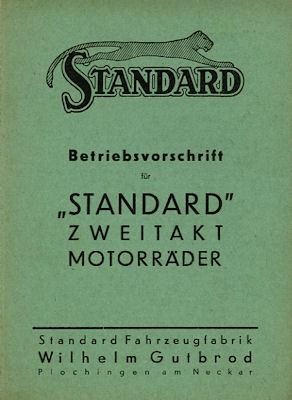 STANDARD
Betriebsvorschrift
für
„STANDARD"
ZWEITAKT
MOTORRÄDER
Standard Fahrzeugfabrik
Wilhelm Gutbrod
Plochingen am Neckar